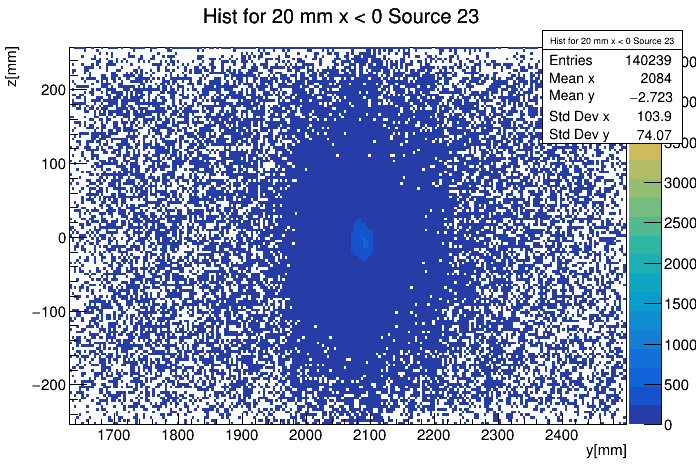 Hist for 20 mm x < 0 Source 23
z[mm]
Hist for 20 mm x < 0 Source 23
Entries 140239
Mean x 2084
Mean y −2.723
Std Dev x 103.9
Std Dev y 74.07
200
100
0
−100
−200
3000
2500
2000
1500
1000
500
0
1700 1800 1900 2000 2100 2200 2300 2400
y[mm]